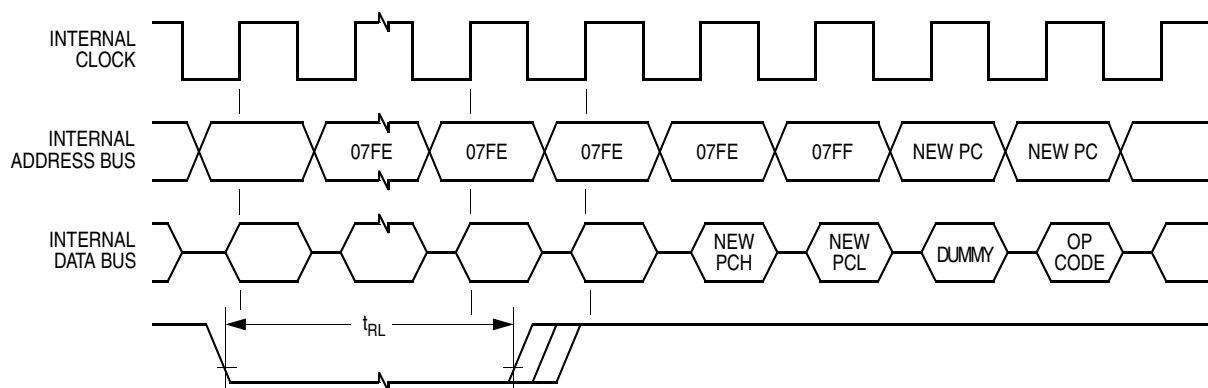 INTERNAL
CLOCK
INTERNAL
ADDRESS BUS
07FE
07FE
07FE
07FE
07FF
NEW PC
NEW PC
INTERNAL
DATA BUS
NEW
PCH
NEW
PCL
DUMMY
OP
CODE
tRL